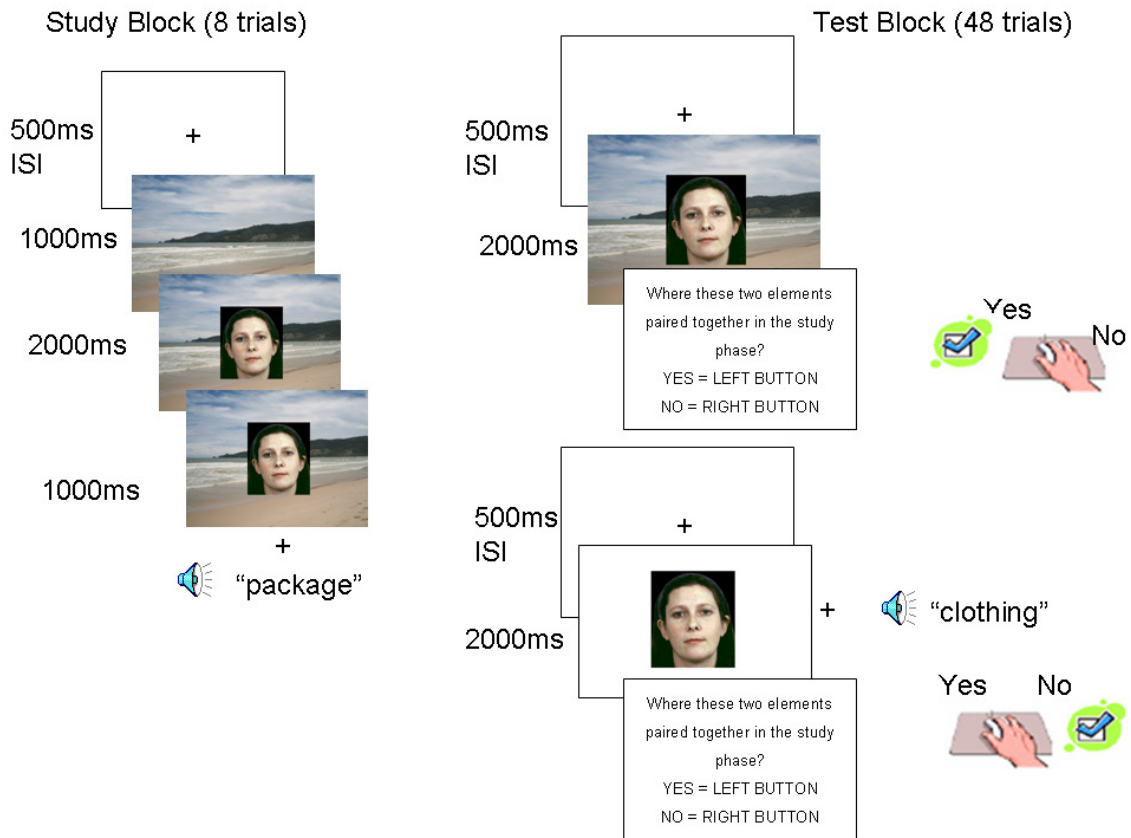 Study Block (8 trials)
500ms
ISI
+
1000ms
2000ms
1000ms
+
“package”
Test Block (48 trials)
500ms
ISI
+
2000ms
Where these two elements
paired together in the study
phase?
YES = LEFT BUTTON
NO = RIGHT BUTTON
Yes
No
500ms
ISI
+
2000ms
+
“clothing”
Where these two elements
paired together in the study
phase?
YES = LEFT BUTTON
NO = RIGHT BUTTON
Yes No